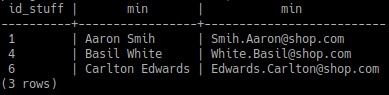 id_stuff | min | min
----------+-----------------+--------------------------
1 | Aaron Smih | Smih.Aaron@shop.com
4 | Basil White | White.Basil@shop.com
6 | Carlton Edwards | Edwards.Carlton@shop.com
(3 rows)